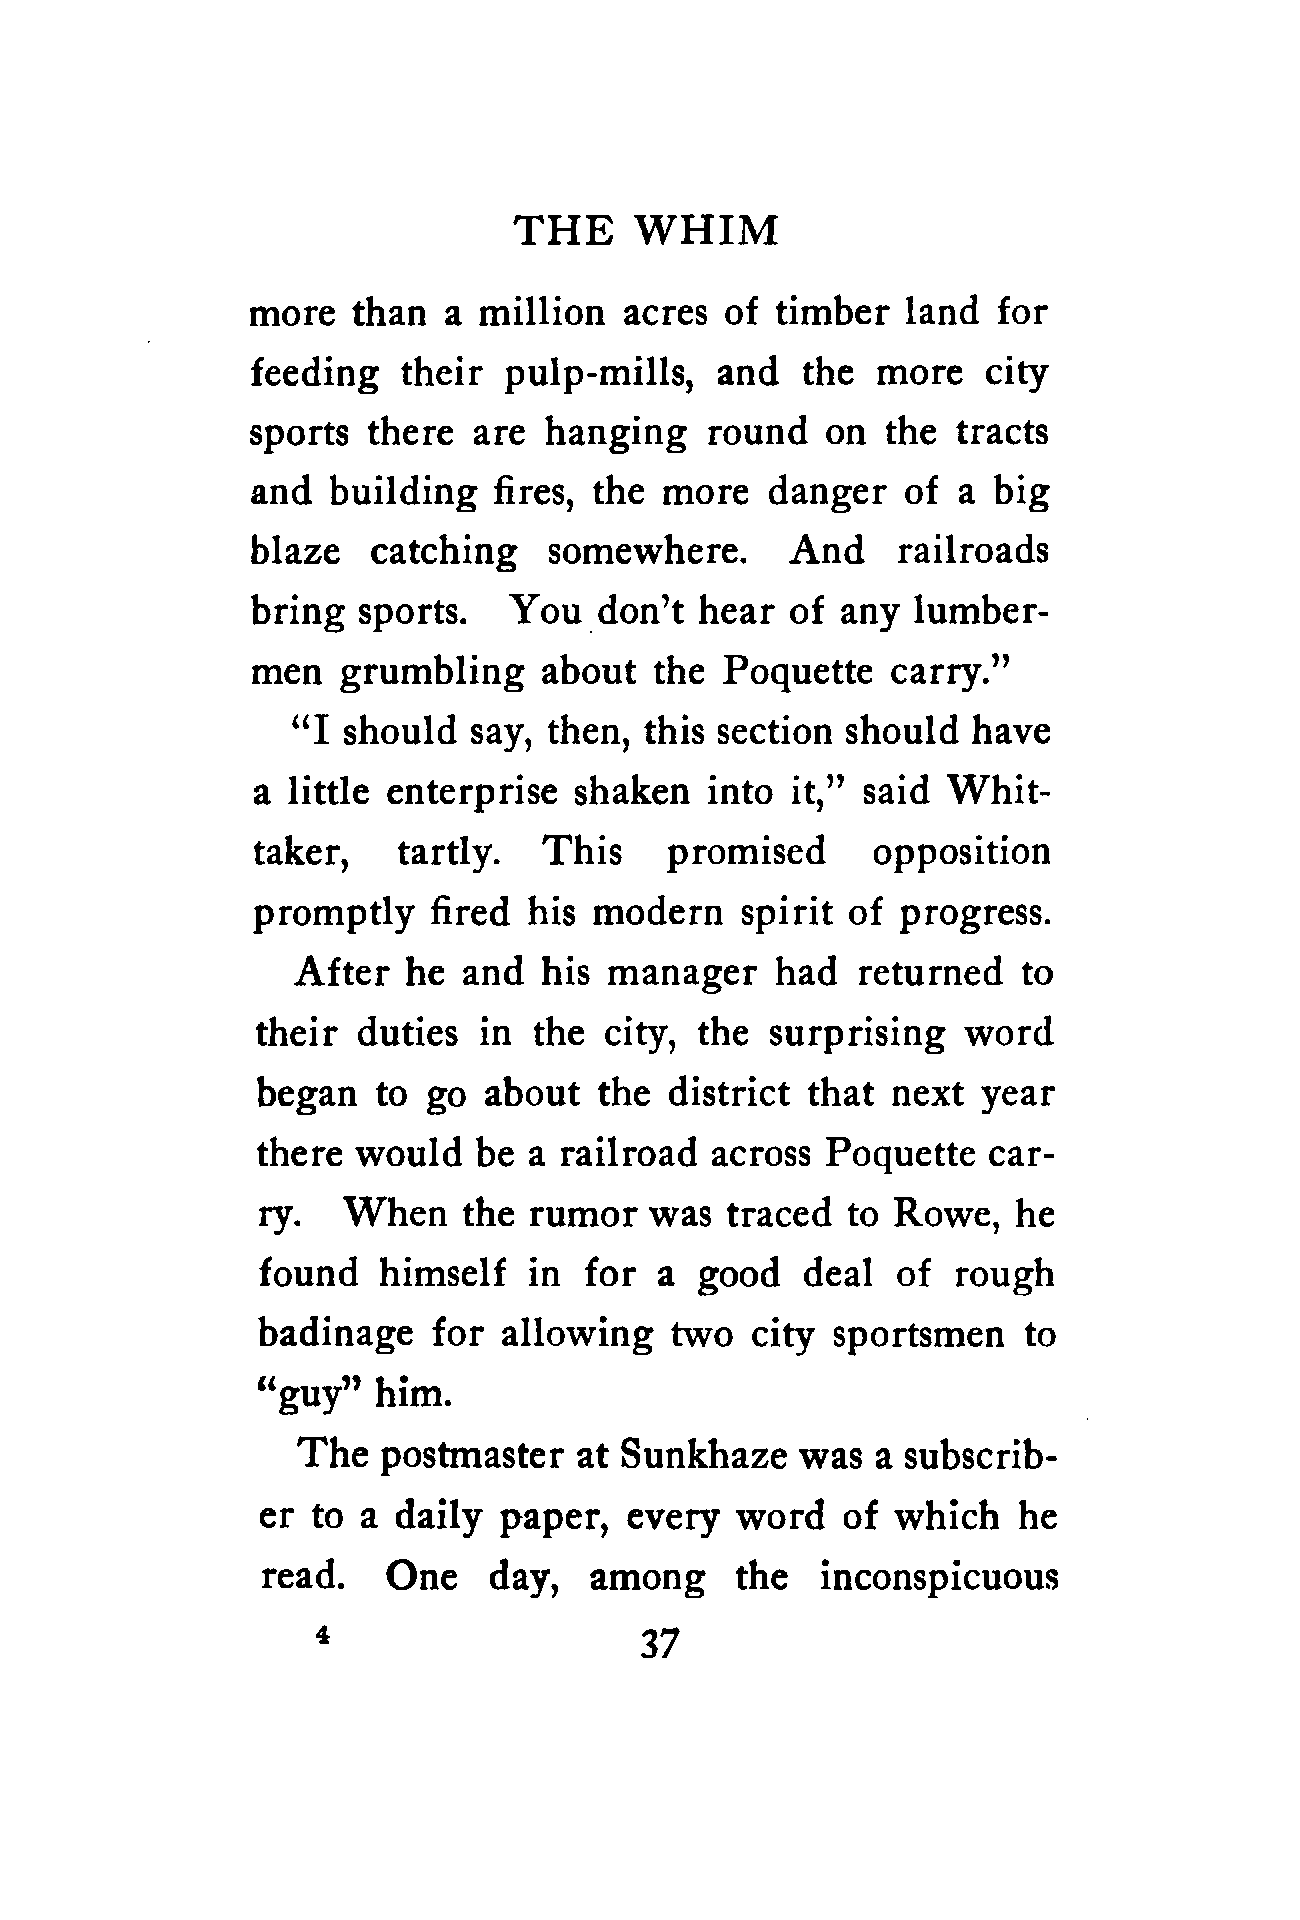 THE WHIM
more than a million acres of timber land for
feeding their pulp-mills, and the more city
sports there are hanging round on the tracts
and building fires, the more danger of a big
blaze catching somewhere. And railroads
bring sports. You don't hear of any lumber-
men grumbling about the Poquette carry.”
“I should say, then, this section should have
a little enterprise shaken into it,” said Whit-
taker, tartly. This promised opposition
promptly fired his modern spirit of progress.
After he and his manager had returned to
their duties in the city, the surprising word
began to go about the district that next year
there would be a railroad across Poquette car-
ry. When the rumor was traced to Rowe, he
found himself in for a good deal of rough
badinage for allowing two city sportsmen to
“guy” him.
The postmaster at Sunkhaze was a subscrib-
er to a daily paper, every word of which he
read. One day, among the inconspicuous
4 37